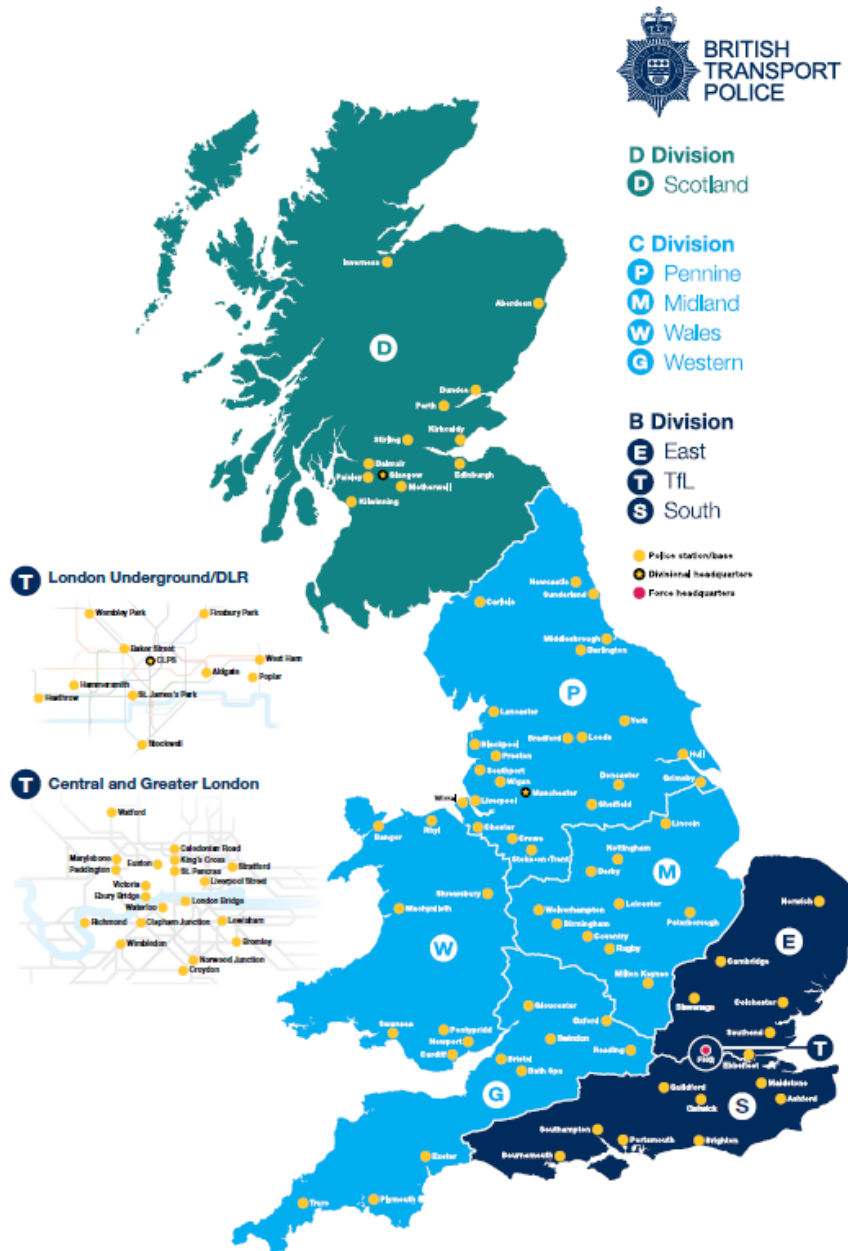 BRITISH
TRANSPORT
POLICE
D Division
D Scotland
C Division
P Pennine
M Midland
W Wales
G Western
B Division
E East
T TfL
S South
Police station/base
Divisional headquarters
Force headquarters
Inverness
Aberdeen
D
Dundee
Perth
Kirkcaldy
Stirling
Dalmuir
Edinburgh
Paisley
Glasgow
Motherwell
Kilwinning
T London Underground/DLR
Wembley Park
Finsbury Park
Baker Street
CLPS
West Ham
Aldgate
Poplar
Hammersmith
St. James's Park
Heathrow
Stockwell
T Central and Greater London
Watford
Caledonian Road
Marylebone
King's Cross
Euston
Paddington
St. Pancras
Stratford
Liverpool Street
Victoria
Ebury Bridge
London Bridge
Waterloo
Richmond
Clapham Junction
Lewisham
Wimbledon
Bromley
Norwood Junction
Croydon
Newcastle
Sunderland
Carlisle
Middlesbrough
Darlington
P
Lancaster
York
Bradford
Leeds
Blackpool
Preston
Hull
Southport
Wigan
Doncaster
Grimsby
Manchester
Wirral
Liverpool
Sheffield
Lincoln
Chester
Bangor
Rhyl
Crewe
Nottingham
Stoke-on-Trent
Derby
M
Shrewsbury
Machynlleth
Leicester
Wolverhampton
Birmingham
Peterborough
Coventry
Rugby
Norwich
E
W
Cambridge
Milton Keynes
Stevenage
Colchester
Gloucester
Oxford
Swansea
Pontypridd
Newport
Cardiff
Swindon
Southend
Reading
FHQ
T
Ebbsfleet
Bristol
Bath Spa
G
Maidstone
Guildford
Gatwick
Ashford
S
Southampton
Portsmouth
Brighton
Bournemouth
Exeter
Truro
Plymouth